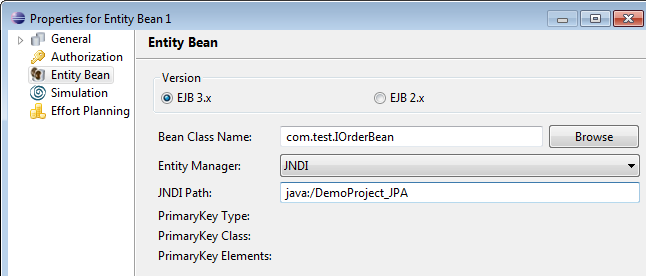 Properties for Entity Bean 1
General
Authorization
Entity Bean
Simulation
Effort Planning
Entity Bean
Version
EJB 3.x
EJB 2.x
Bean Class Name: com.test.IOrderBean Browse
Entity Manager: JNDI
JNDI Path: java:/DemoProject_JPA
PrimaryKey Type:
PrimaryKey Class:
PrimaryKey Elements: